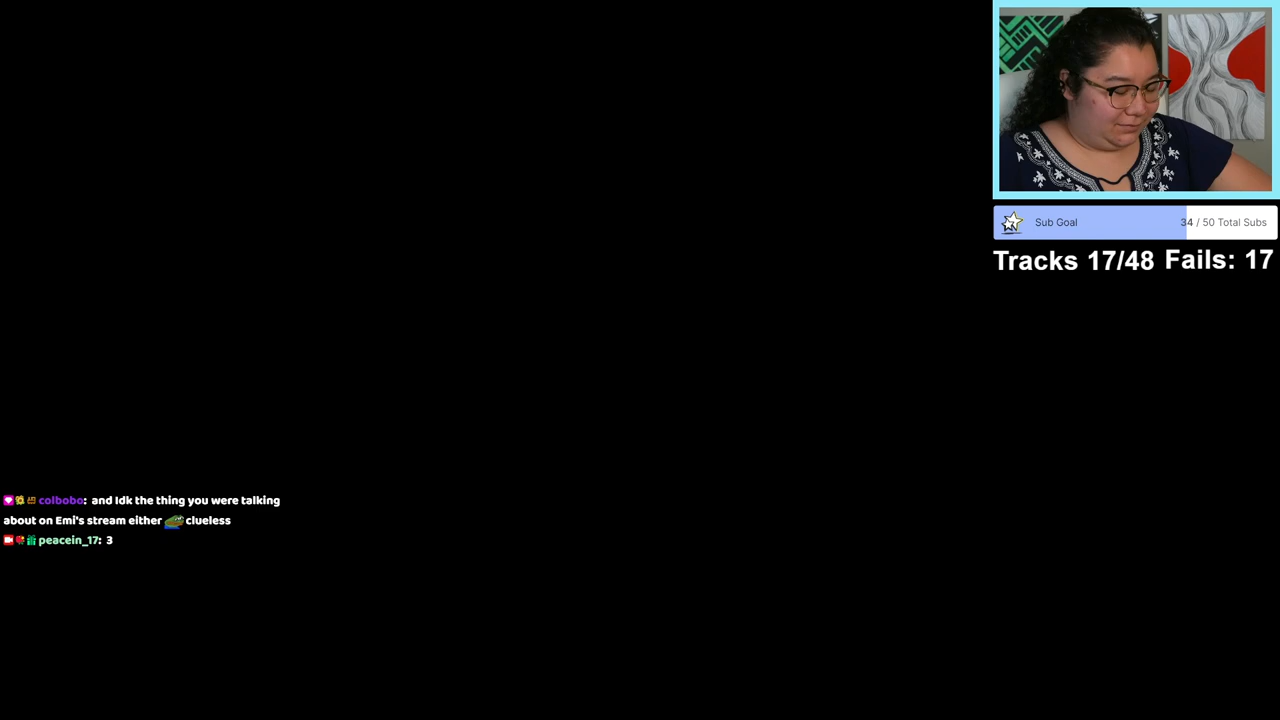 Sub Goal
34 / 50 Total Subs
Tracks 17/48 Fails: 17
colbobo: and Idk the thing you were talking
about on Emi's stream either clueless
peacein_17: 3